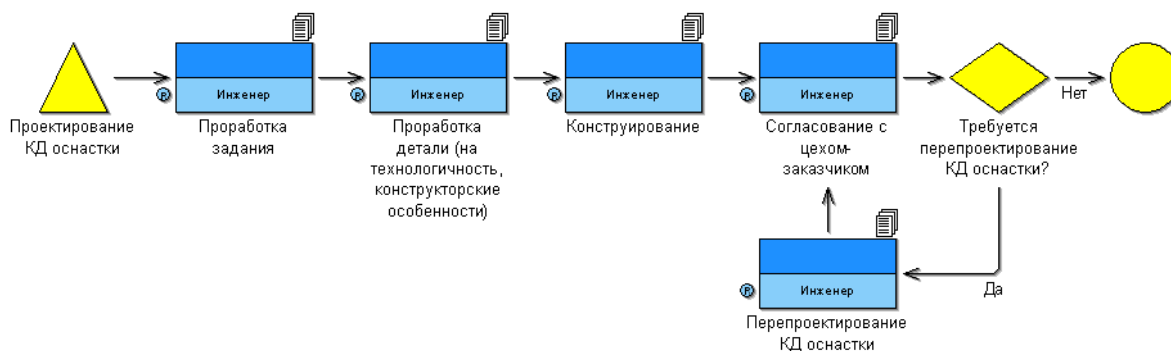 Инженер
Инженер
Инженер
Инженер
Нет
Проектирование
КД оснастки
Проработка
задания
Проработка
детали (на
технологичность,
конструкторские
особенности)
Конструирование
Согласование с
цехом-
заказчиком
Требуется
перепроектирование
КД оснастки?
Инженер
Да
Перепроектирование
КД оснастки